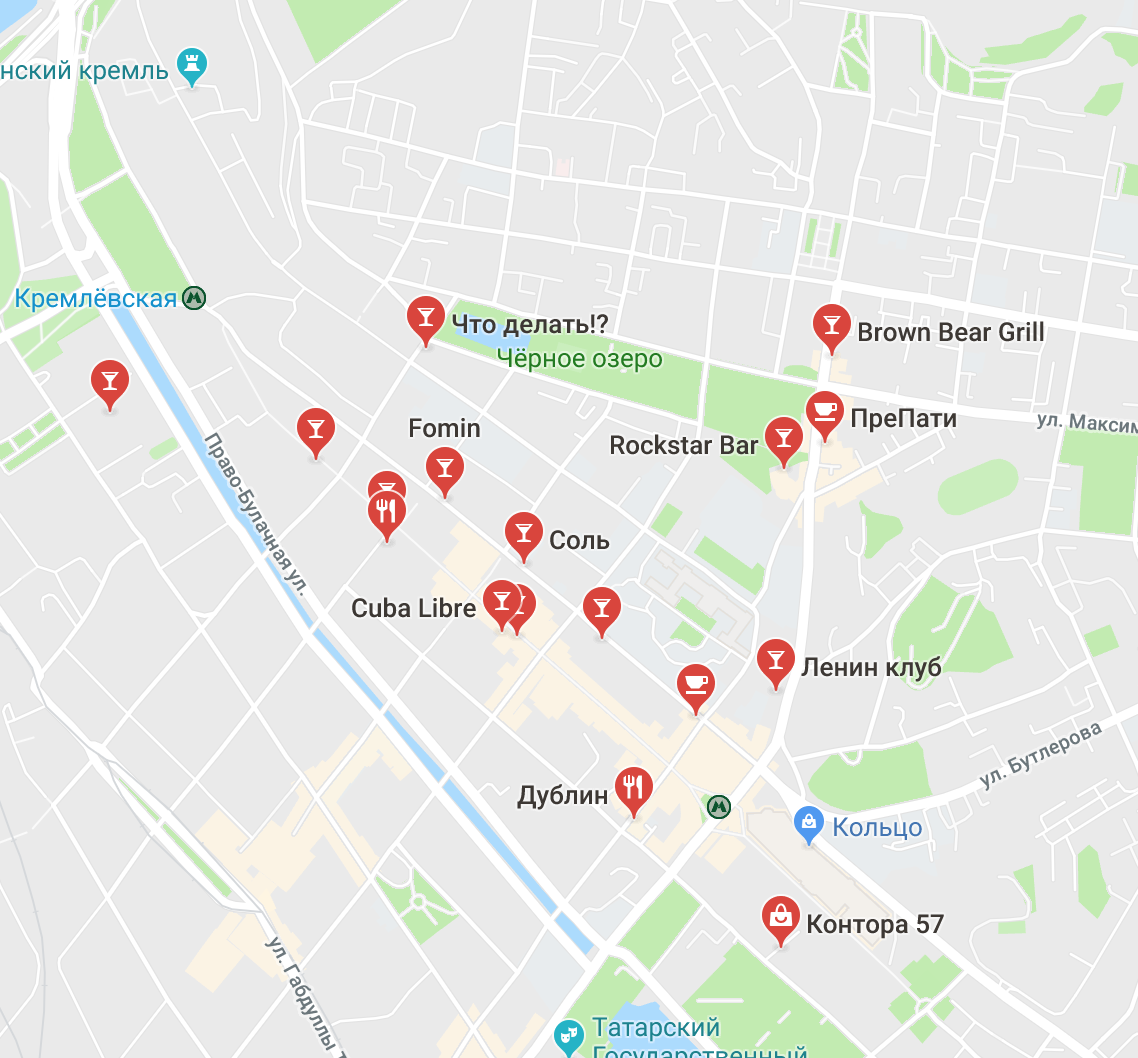 нский кремль
Кремлёвская
Что делать!?
Чёрное озеро
Brown Bear Grill
ПреПати
ул. Максим
Fomin
Rockstar Bar
Право-Булачная ул.
Соль
Cuba Libre
Ленин клуб
ул. Бутлерова
Дублин
Кольцо
Контора 57
ул. Габдуллы Т
Татарский
Государственный